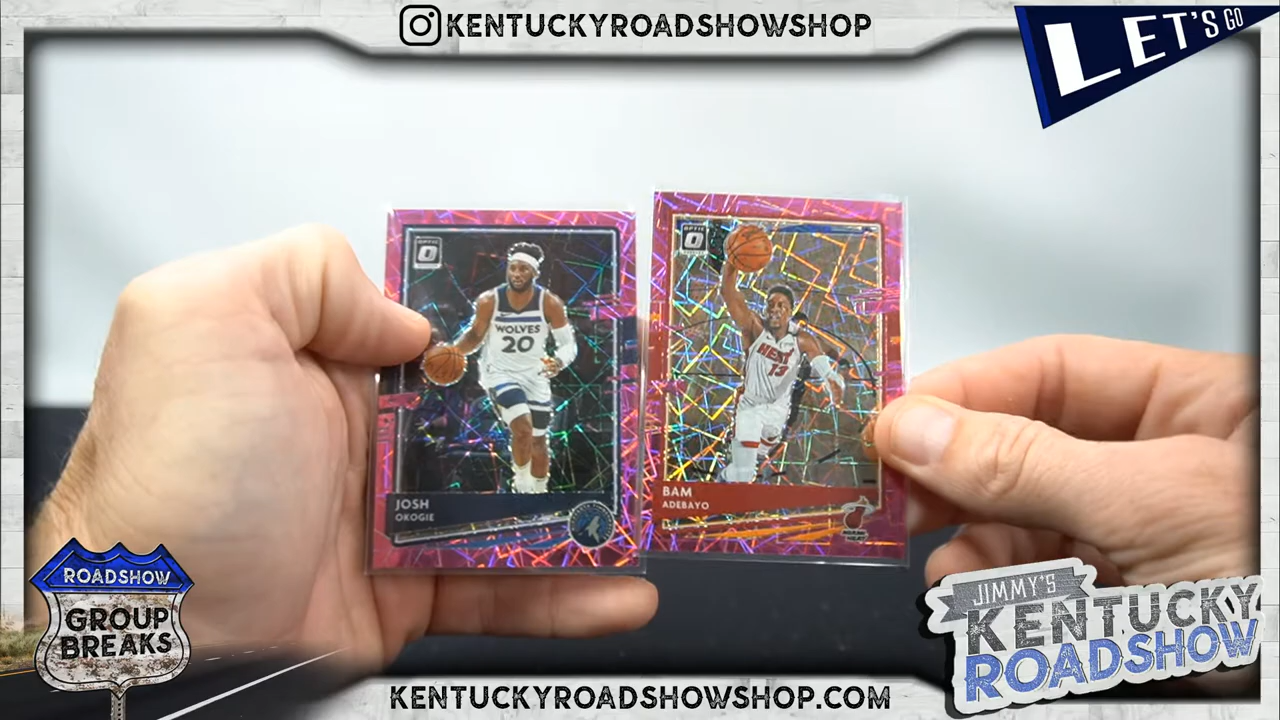 KENTUCKYROADSHOWSHOP
LET'S GO
OPTIC
WOLVES
20
JOSH
OKOGIE
OPTIC
HEAT
13
BAM
ADEBAYO
ROADSHOW
GROUP
BREAKS
JIMMY'S
KENTUCKY
ROADSHOW
KENTUCKYROADSHOWSHOP.COM